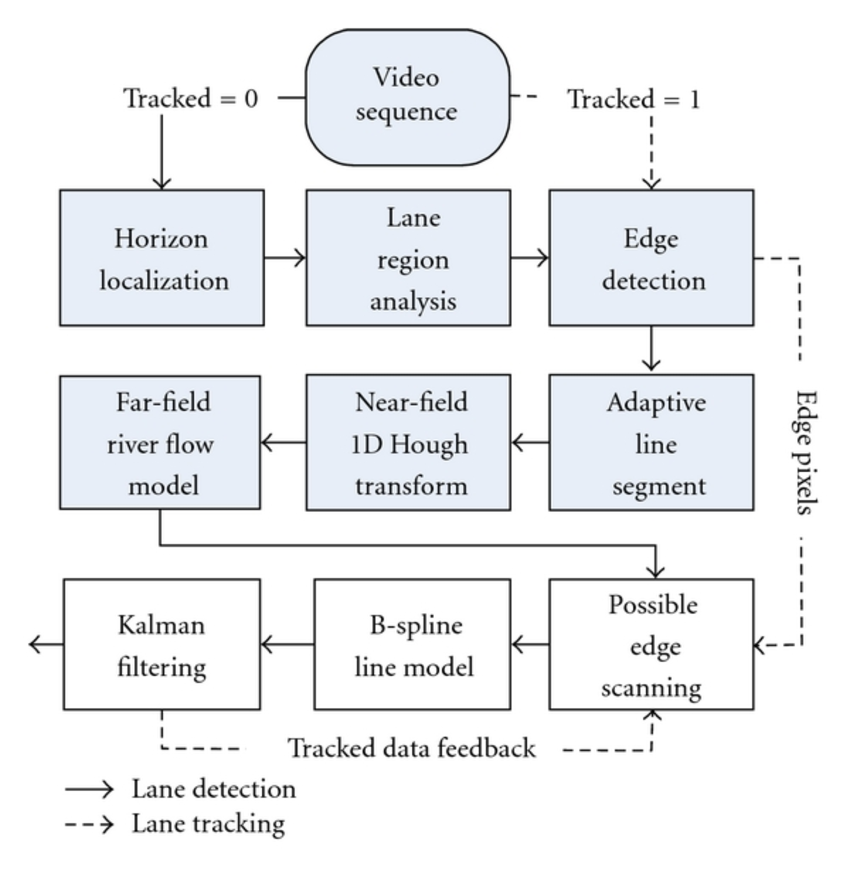 Video
sequence
Tracked = 0
Tracked = 1
Horizon
localization
Lane
region
analysis
Edge
detection
Far-field
river flow
model
Near-field
1D Hough
transform
Adaptive
line
segment
Edge pixels
Kalman
filtering
B-spline
line model
Possible
edge
scanning
Tracked data feedback
Lane detection
Lane tracking